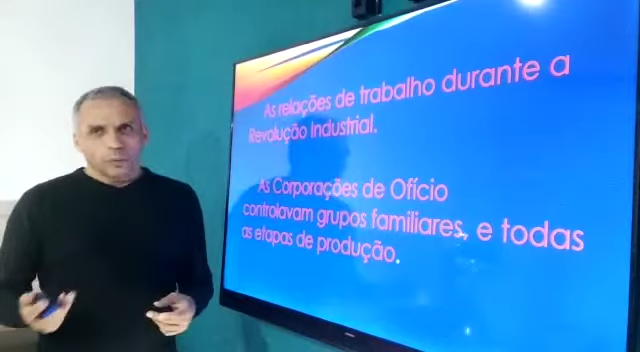 As relações de trabalho durante a
Revolução Industrial.
As Corporações de Ofício
controlavam grupos familiares, e todas
as etapas de produção.